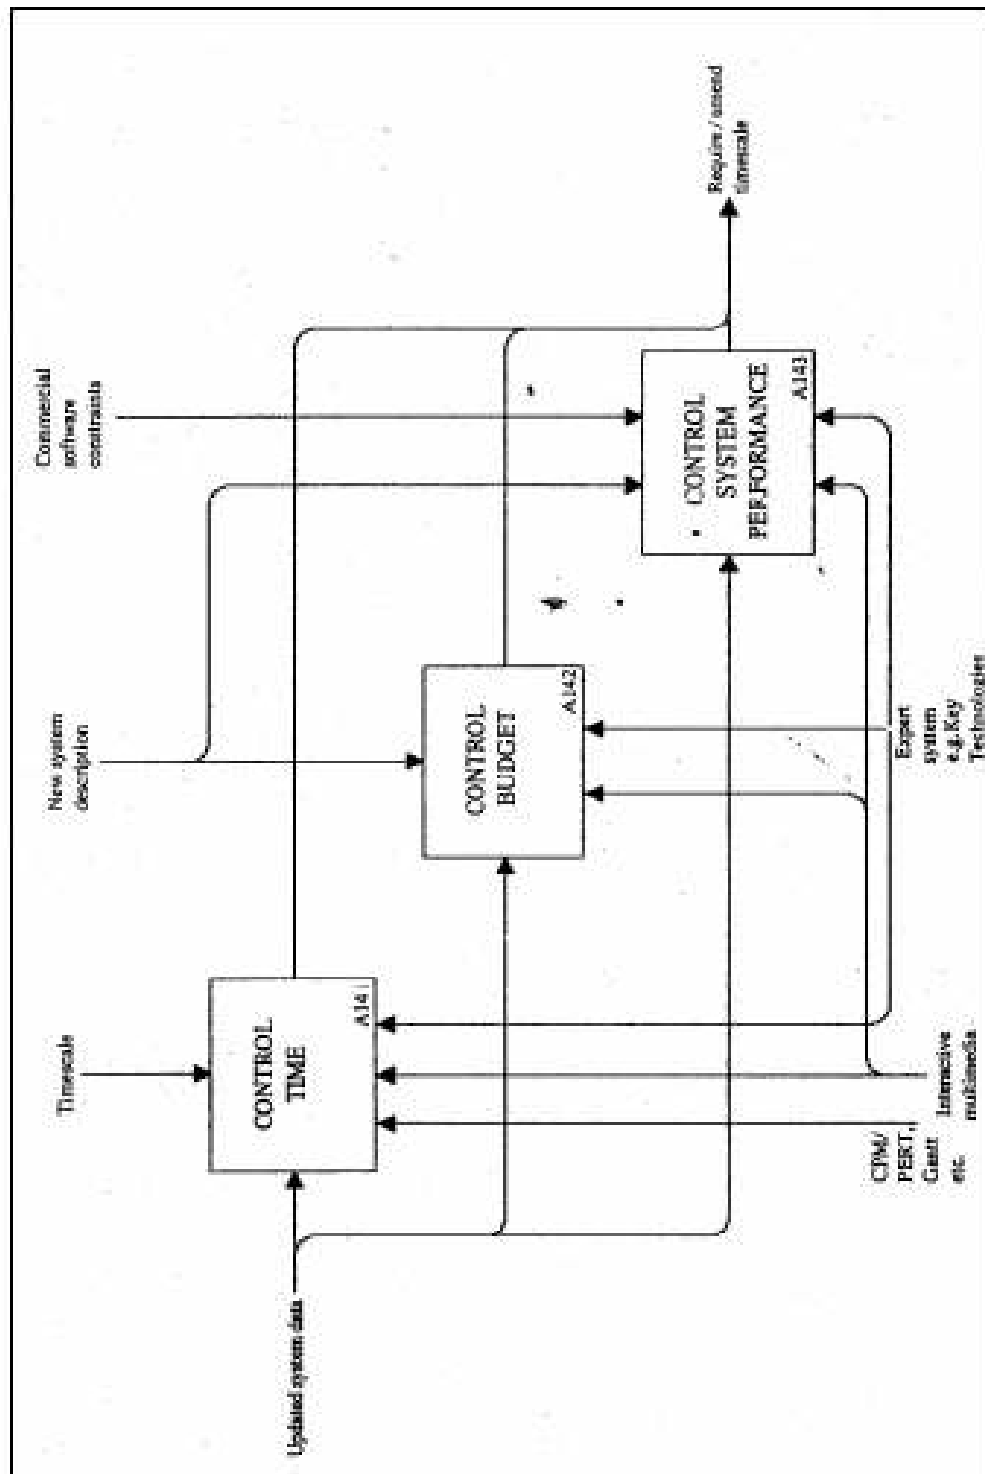 Timescale
New system
description
Commercial
software
constraints
Updated system data
CONTROL
TIME
A141
CONTROL
BUDGET
A142
CONTROL
SYSTEM
PERFORMANCE
A143
Require / amend
timescale
CPM/
PERT,
Gantt
etc.
Interactive
multimedia
Expert
system
e.g. Key
Technologies